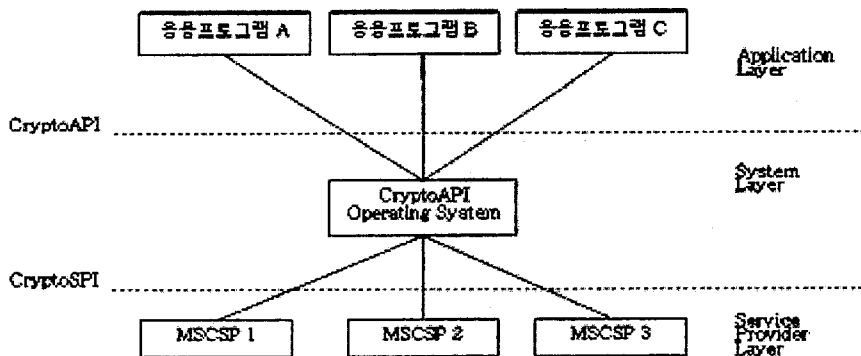 응용프로그램 A
응용프로그램 B
응용프로그램 C
Application
Layer
CryptoAPI
CryptoAPI
Operating System
System
Layer
CryptoSPI
MSCSP 1
MSCSP 2
MSCSP 3
Service
Provider
Layer